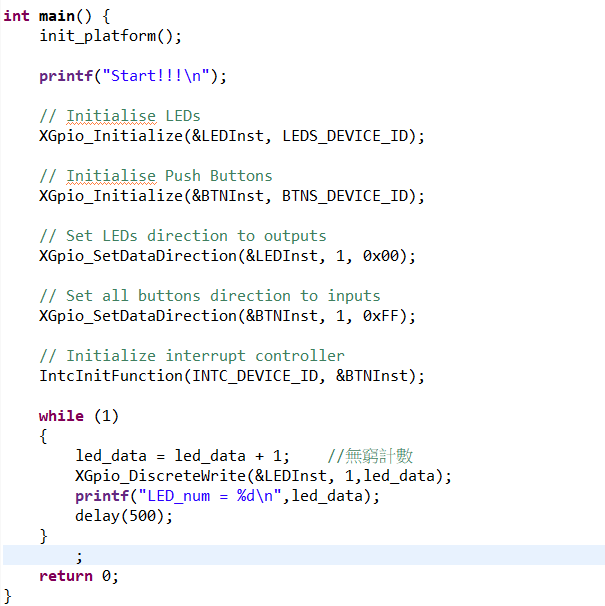 int main() {
    init_platform();

    printf("Start!!!\n");

    // Initialise LEDs
    XGpio_Initialize(&LEDInst, LEDS_DEVICE_ID);

    // Initialise Push Buttons
    XGpio_Initialize(&BTNInst, BTNS_DEVICE_ID);

    // Set LEDs direction to outputs
    XGpio_SetDataDirection(&LEDInst, 1, 0x00);

    // Set all buttons direction to inputs
    XGpio_SetDataDirection(&BTNInst, 1, 0xFF);

    // Initialize interrupt controller
    IntcInitFunction(INTC_DEVICE_ID, &BTNInst);

    while (1)
    {
        led_data = led_data + 1;    //無窮計數
        XGpio_DiscreteWrite(&LEDInst, 1,led_data);
        printf("LED_num = %d\n",led_data);
        delay(500);
    }
        ;
    return 0;
}